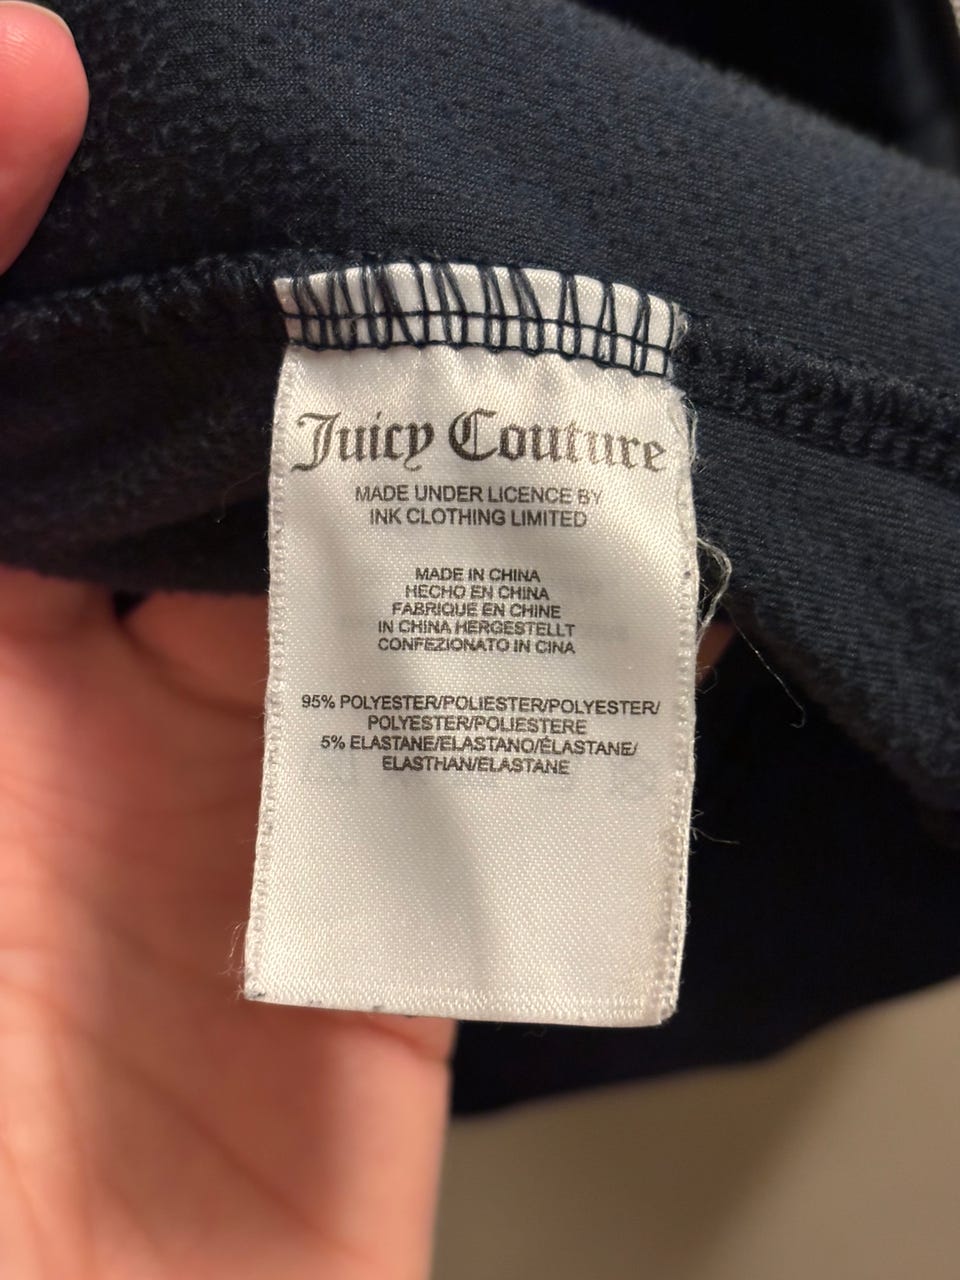 Juicy Couture
MADE UNDER LICENCE BY
INK CLOTHING LIMITED
MADE IN CHINA
HECHO EN CHINA
FABRIQUE EN CHINE
IN CHINA HERGESTELLT
CONFEZIONATO IN CINA
95% POLYESTER/POLIESTER/POLYESTER/
POLYESTER/POLIESTERE
5% ELASTANE/ELASTANO/ÉLASTANE/
ELASTHAN/ELASTANE